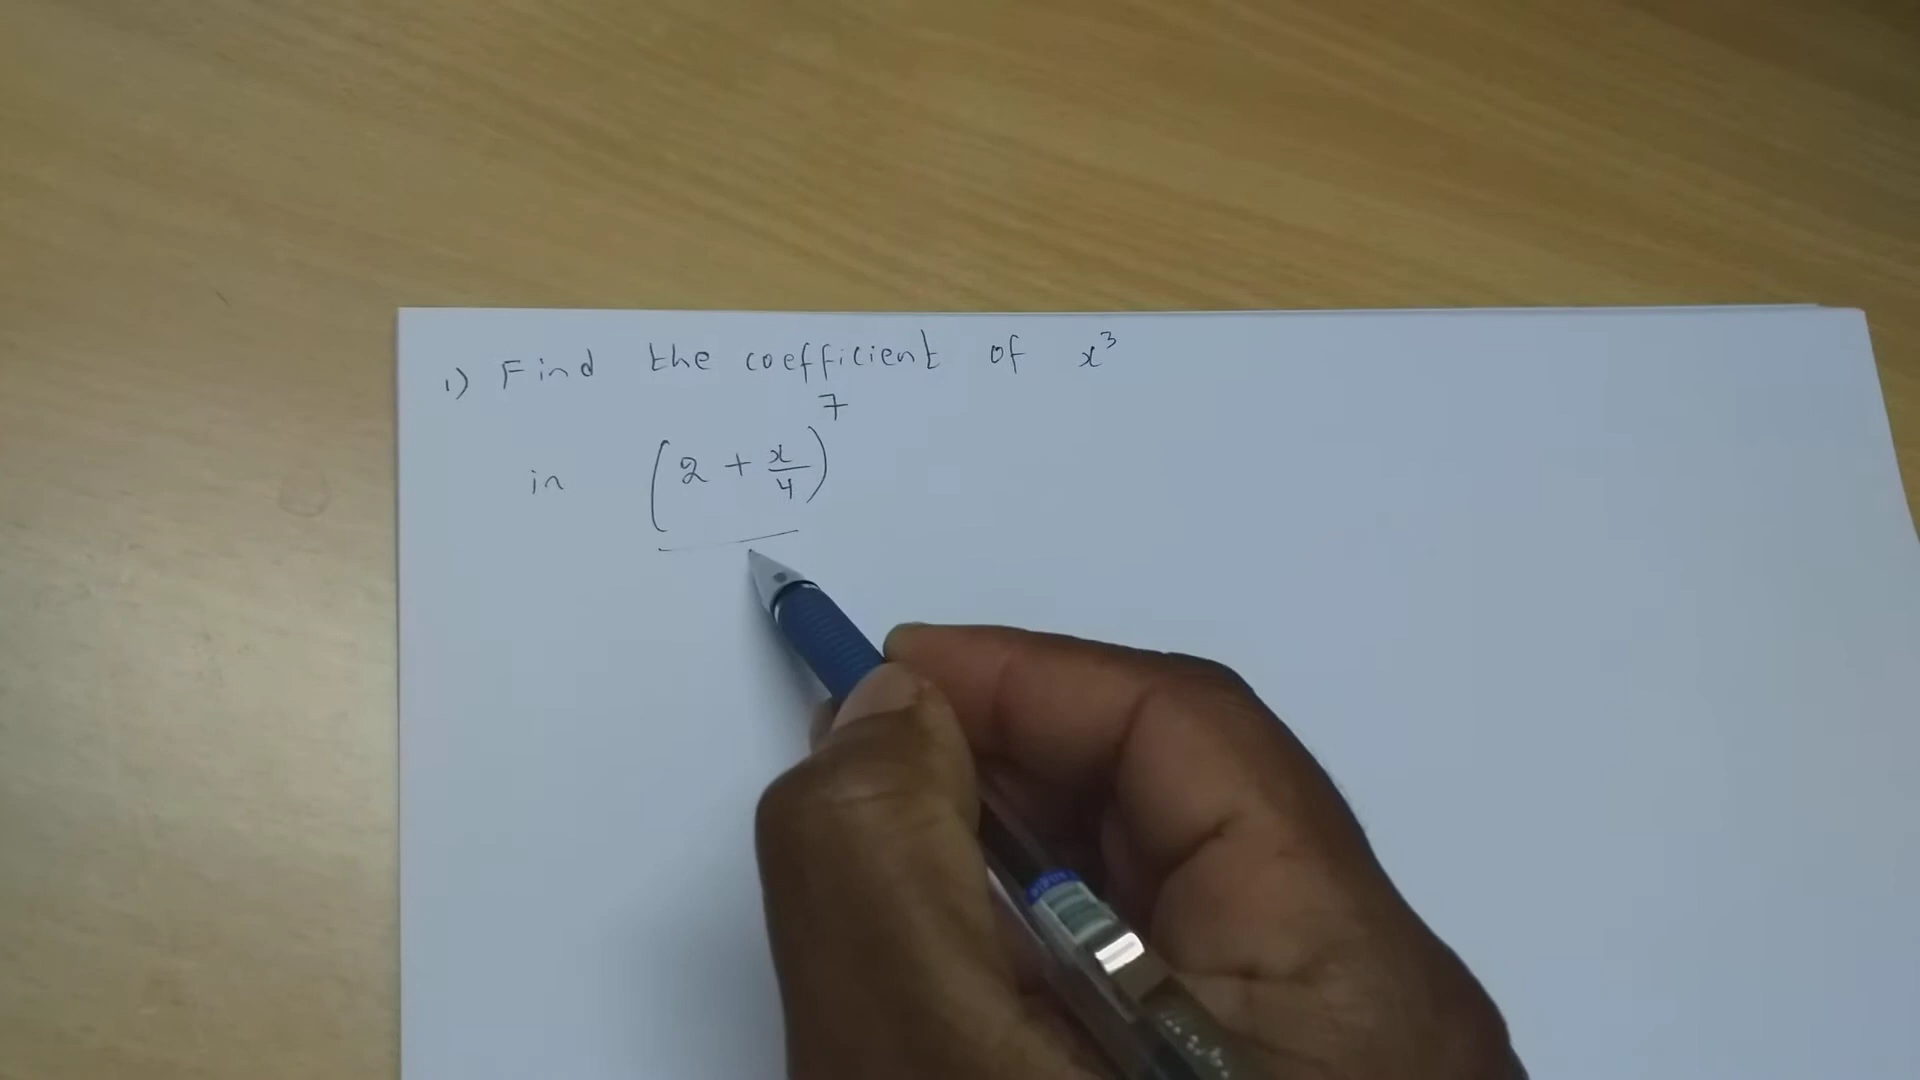 1) Find the coefficient of x³
in (2 + x/4)⁷